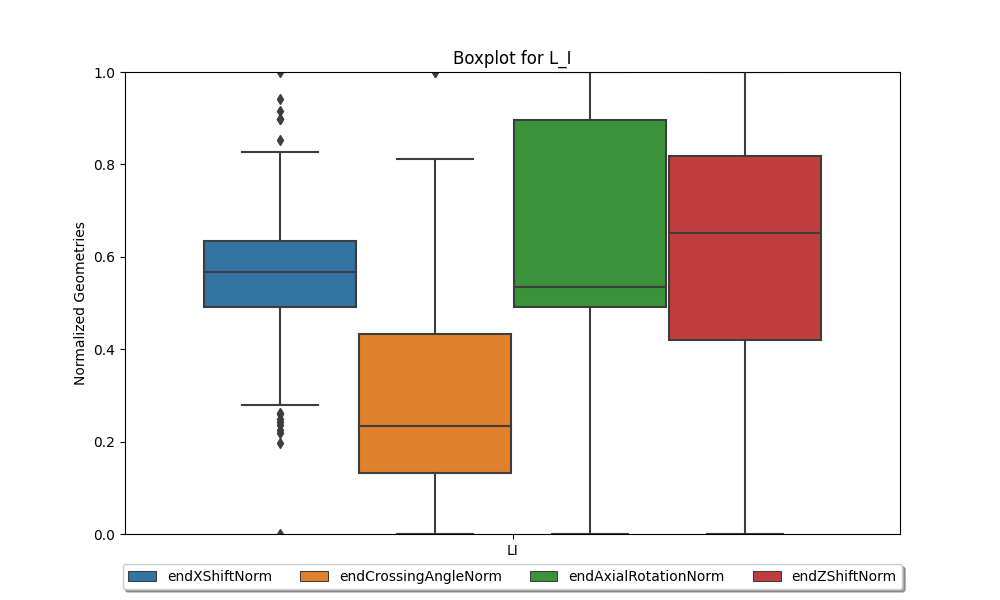 Boxplot for L_I
1.0
0.8
0.6
0.4
0.2
0.0
Normalized Geometries
LI
endXShiftNorm endCrossingAngleNorm endAxialRotationNorm endZShiftNorm